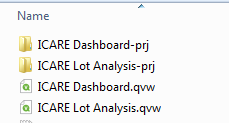 Name
ICARE Dashboard-prj
ICARE Lot Analysis-prj
ICARE Dashboard.qvw
ICARE Lot Analysis.qvw